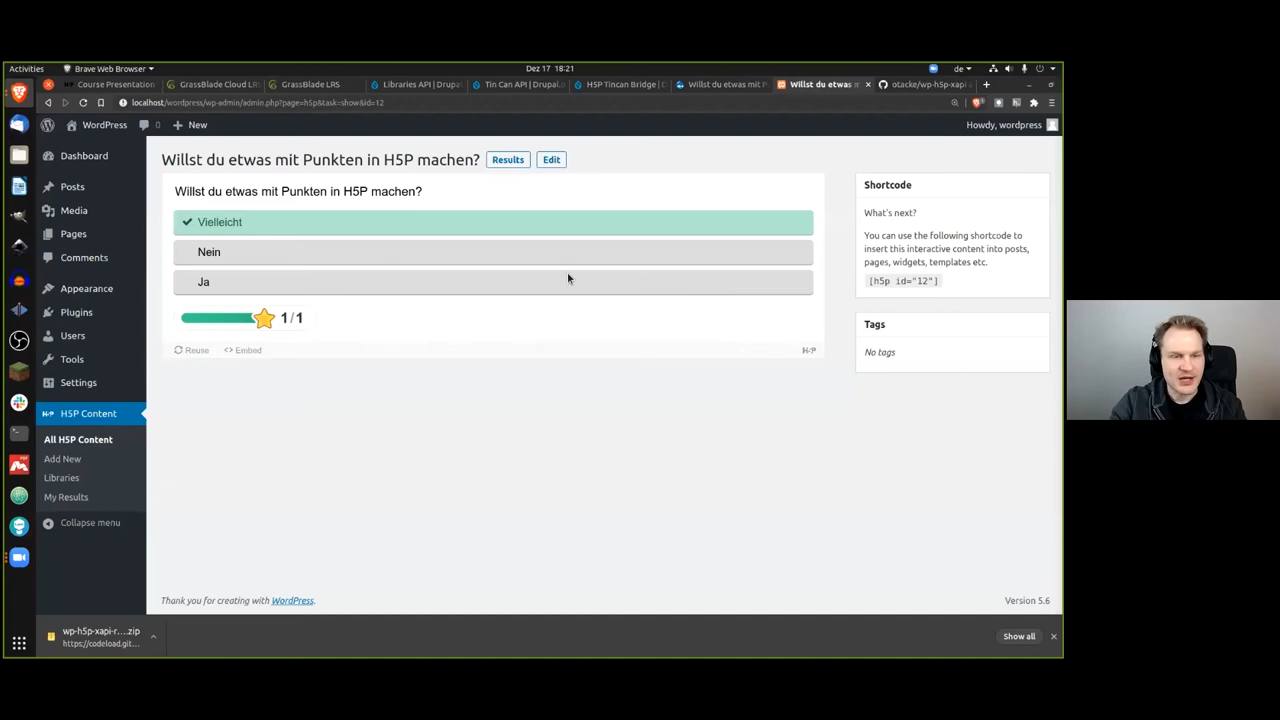 Activities
Brave Web Browser
Dez 17 18:21
de
Course Presentation
GrassBlade Cloud LRS
GrassBlade LRS
Libraries API | Drupal.
Tin Can API | Drupal.o
H5P Tincan Bridge | D
Willst du etwas mit P
Willst du etwas m
otacke/wp-h5p-xapi
localhost/wordpress/wp-admin/admin.php?page=h5p&task=show&id=12
WordPress
0
New
Howdy, wordpress
Dashboard
Posts
Media
Pages
Comments
Appearance
Plugins
Users
Tools
Settings
H5P Content
All H5P Content
Add New
Libraries
My Results
Collapse menu
Willst du etwas mit Punkten in H5P machen?
Results
Edit
Willst du etwas mit Punkten in H5P machen?
Vielleicht
Nein
Ja
1/1
Reuse
Embed
H-P
Shortcode
What's next?
You can use the following shortcode to
insert this interactive content into posts,
pages, widgets, templates etc.
[h5p id="12"]
Tags
No tags
Thank you for creating with WordPress.
Version 5.6
wp-h5p-xapi-r....zip
https://codeload.git...
Show all